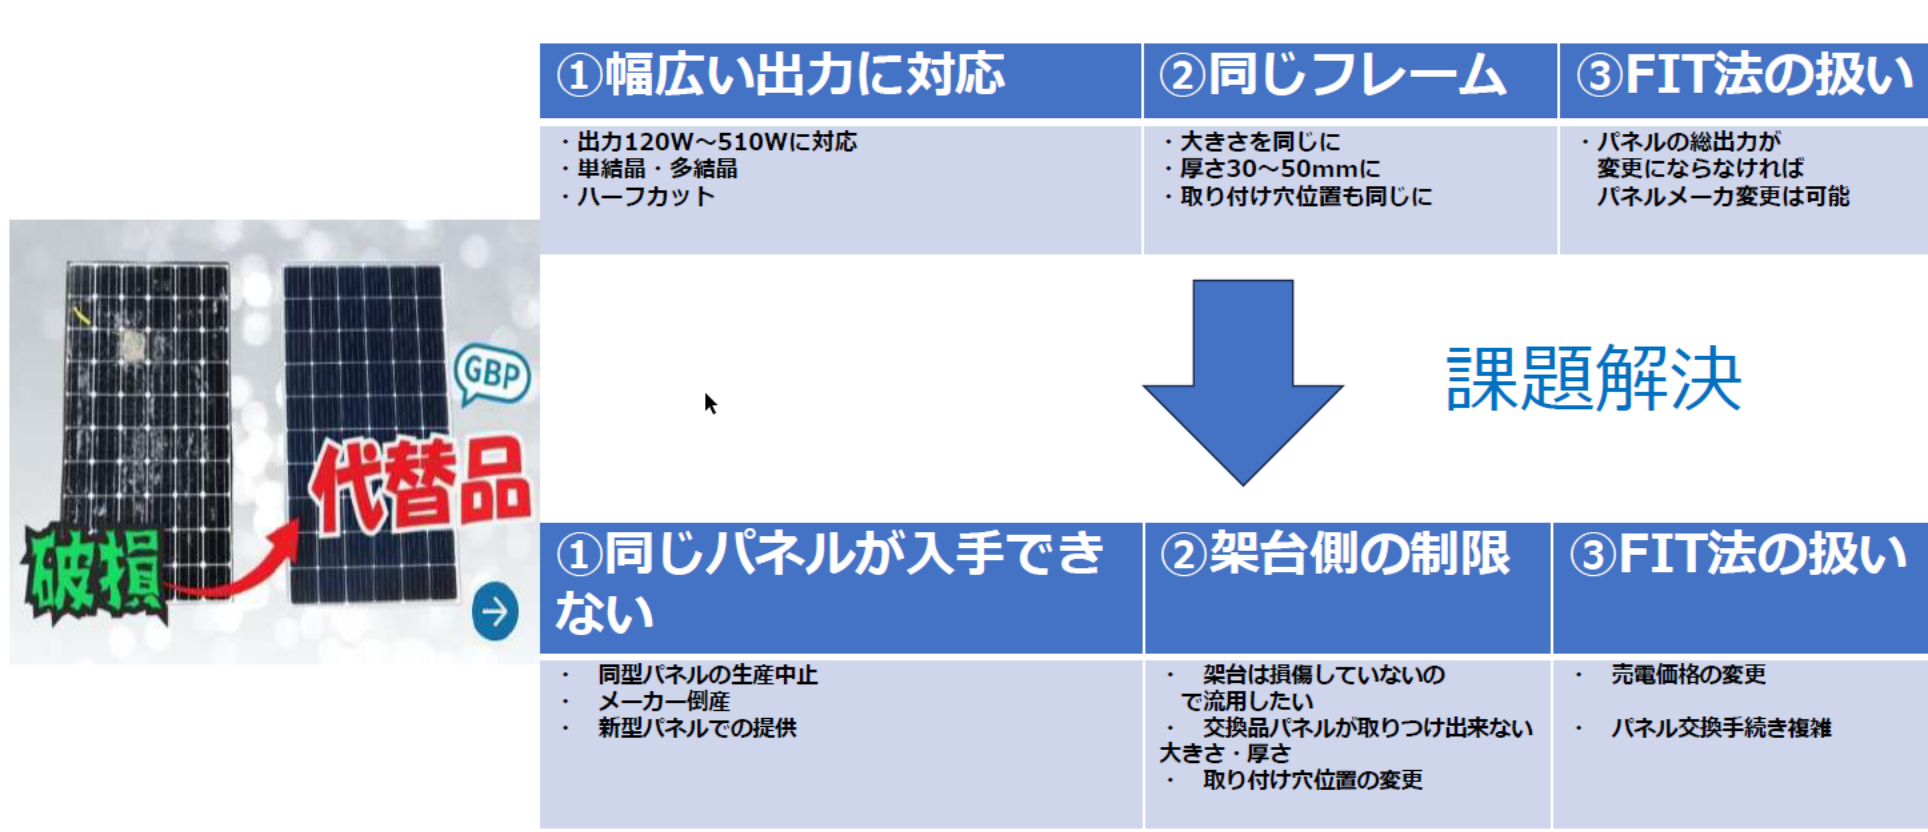 ①幅広い出力に対応
②同じフレーム
③FIT法の扱い
・出力120W～510Wに対応
・単結晶・多結晶
・ハーフカット
・大きさを同じに
・厚さ30～50mmに
・取り付け穴位置も同じに
・パネルの総出力が
変更にならなければ
パネルメーカ変更は可能
GBP
代替品
破損
課題解決
①同じパネルが入手でき
ない
②架台側の制限
③FIT法の扱い
・ 同型パネルの生産中止
・ メーカー倒産
・ 新型パネルでの提供
・ 架台は損傷していないの
で流用したい
・ 交換品パネルが取りつけ出来ない
大きさ・厚さ
・ 取り付け穴位置の変更
・ 売電価格の変更
・ パネル交換手続き複雑